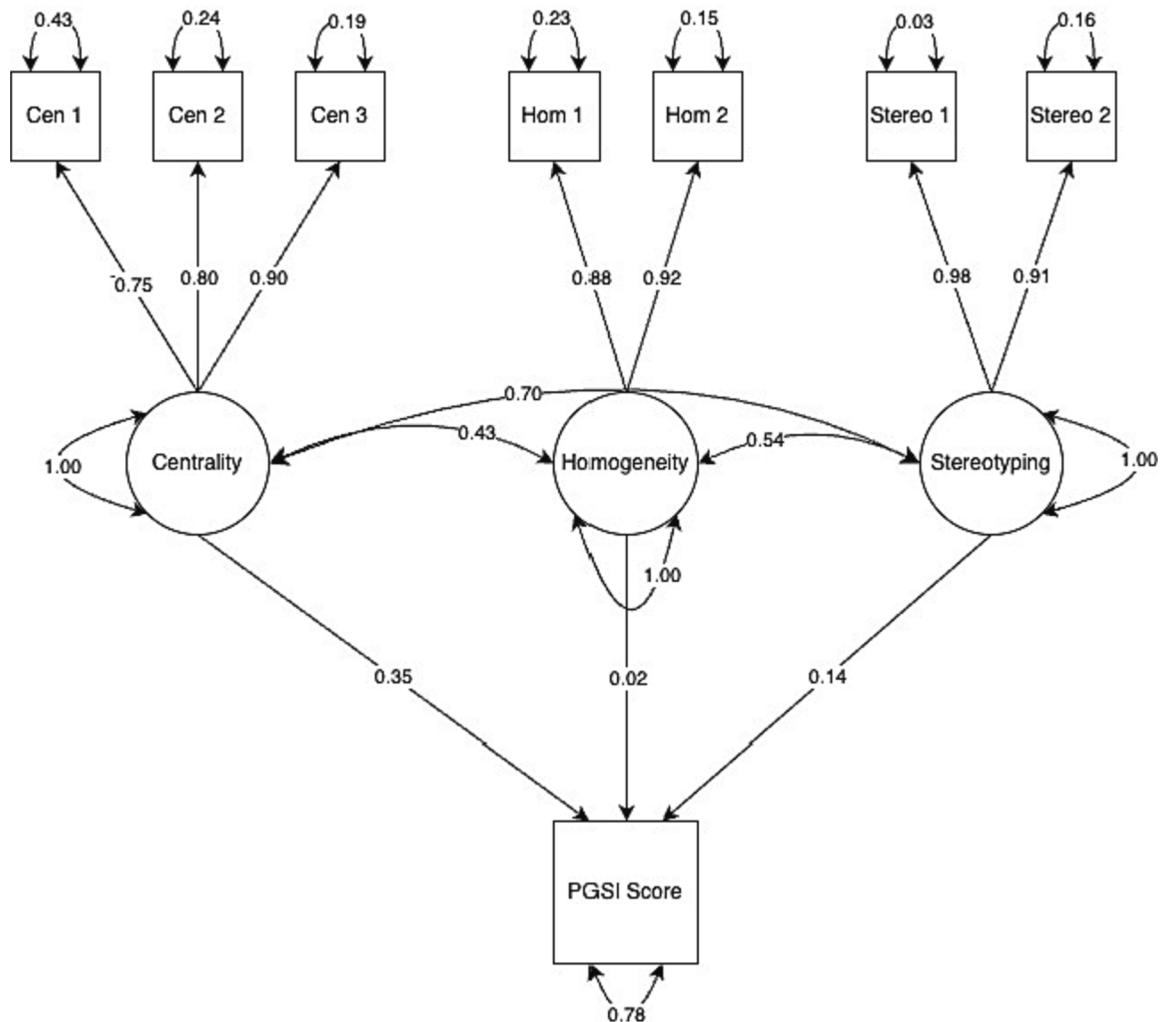 0.43 0.24 0.19 0.23 0.15 0.03 0.16
Cen 1 Cen 2 Cen 3 Hom 1 Hom 2 Stereo 1 Stereo 2
0.75 0.80 0.90 0.88 0.92 0.98 0.91
0.70
0.43 0.54
1.00 Centrality Homogeneity Stereotyping 1.00
1.00
0.35 0.02 0.14
PGSI Score
0.78